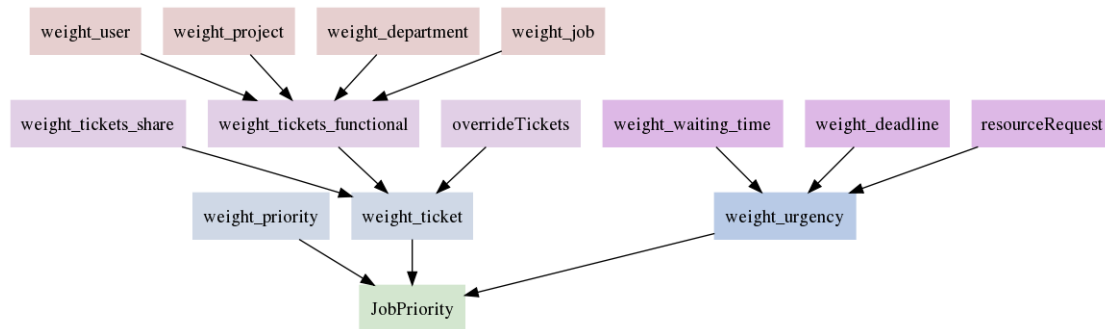 weight_user
weight_project
weight_department
weight_job
weight_tickets_share
weight_tickets_functional
overrideTickets
weight_waiting_time
weight_deadline
resourceRequest
weight_priority
weight_ticket
weight_urgency
JobPriority